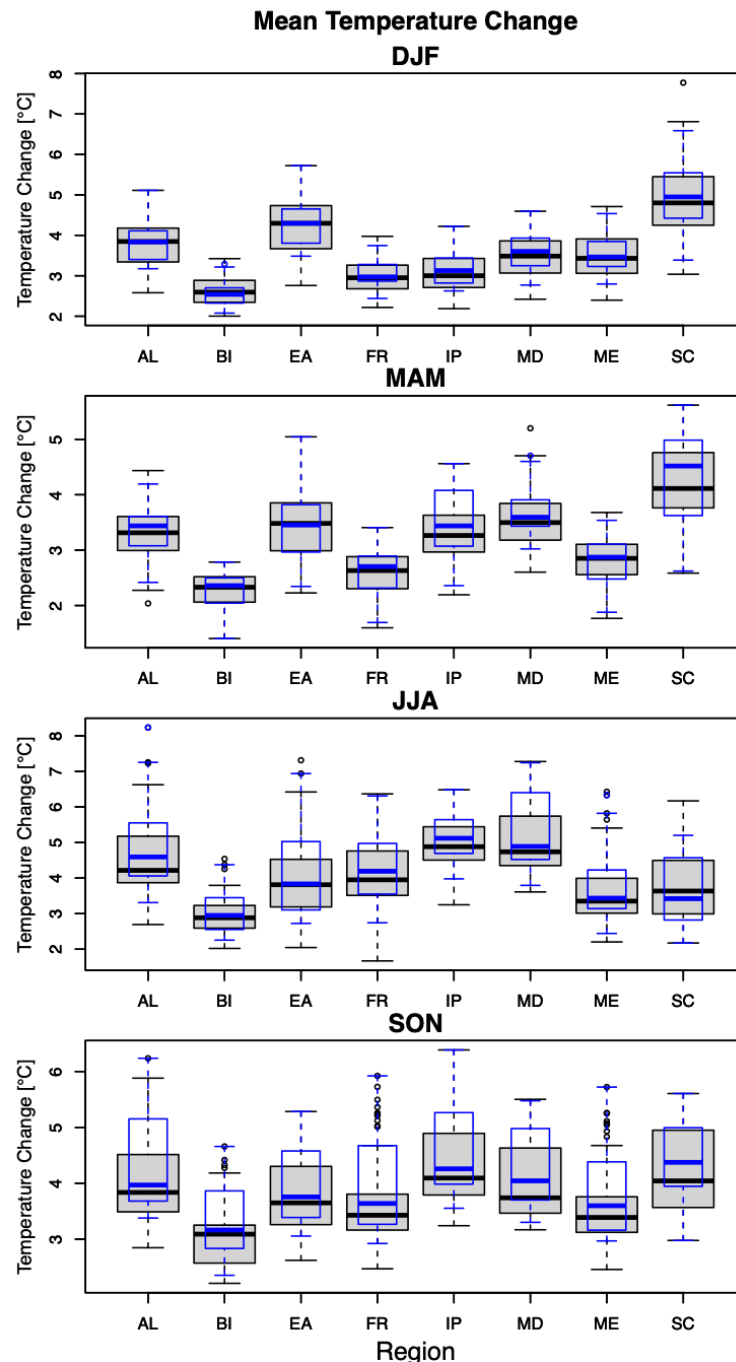 Mean Temperature Change
DJF
Temperature Change [°C]
8
7
6
5
4
3
2
AL BI EA FR IP MD ME SC
MAM
Temperature Change [°C]
5
4
3
2
AL BI EA FR IP MD ME SC
JJA
Temperature Change [°C]
8
7
6
5
4
3
2
AL BI EA FR IP MD ME SC
SON
Temperature Change [°C]
6
5
4
3
AL BI EA FR IP MD ME SC
Region